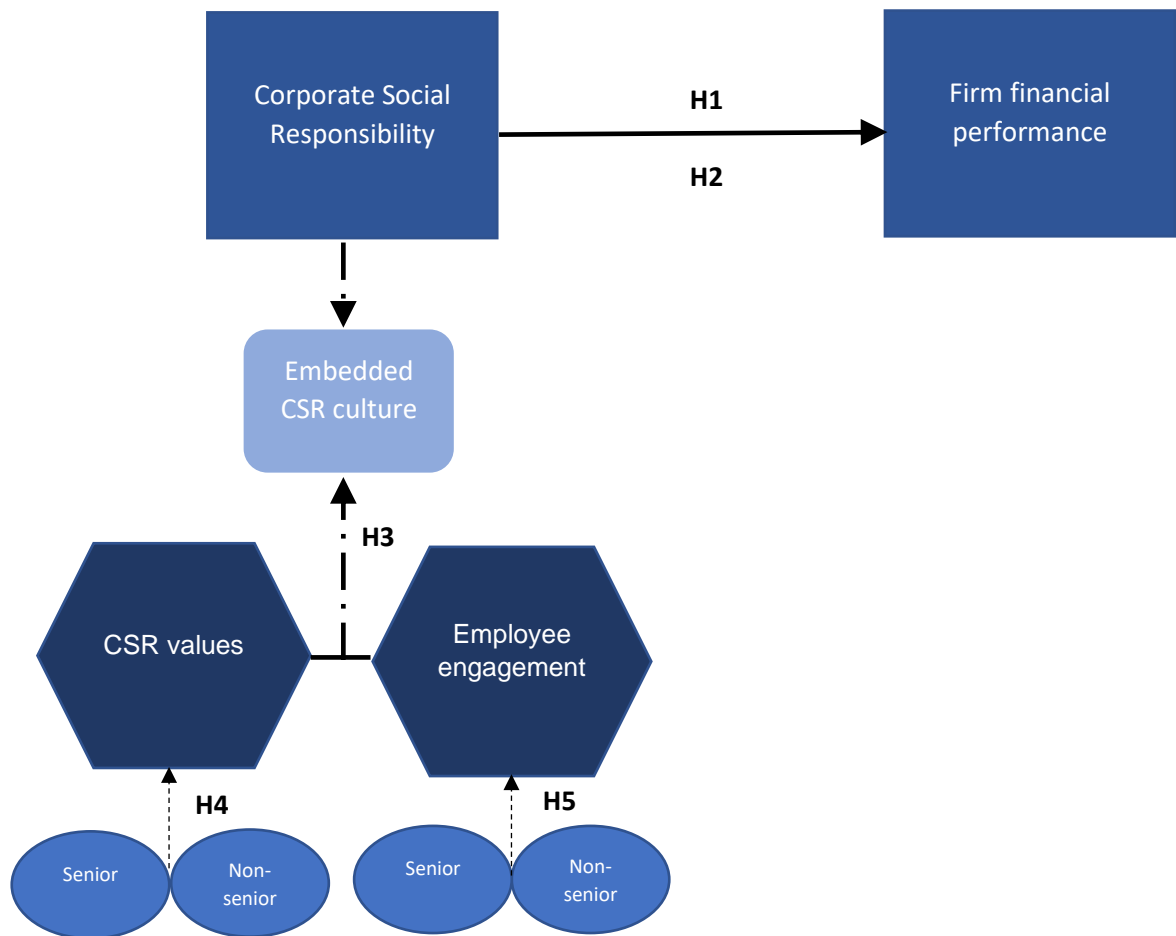 Corporate Social
Responsibility
H1
H2
Firm financial
performance
Embedded
CSR culture
H3
CSR values
Employee
engagement
H4
H5
Senior
Non-
senior
Senior
Non-
senior